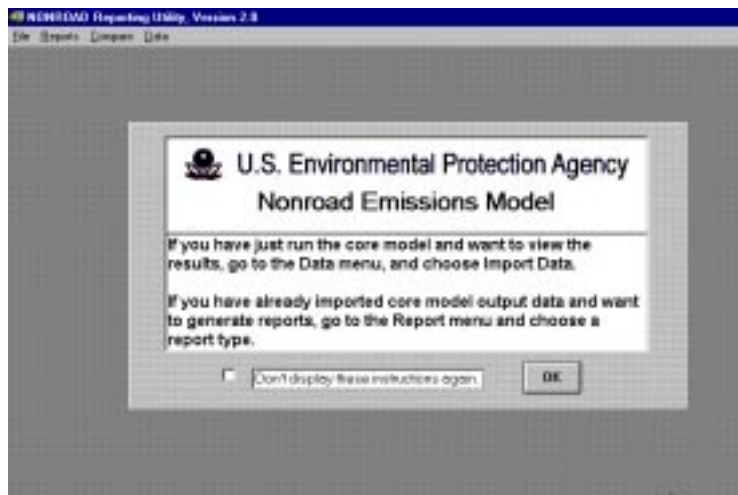 NONROAD Reporting Utility, Version 2.0
File Reports Compare Data
U.S. Environmental Protection Agency
Nonroad Emissions Model
If you have just run the core model and want to view the
results, go to the Data menu, and choose Import Data.
If you have already imported core model output data and want
to generate reports, go to the Report menu and choose a
report type.
Don't display these instructions again.
OK